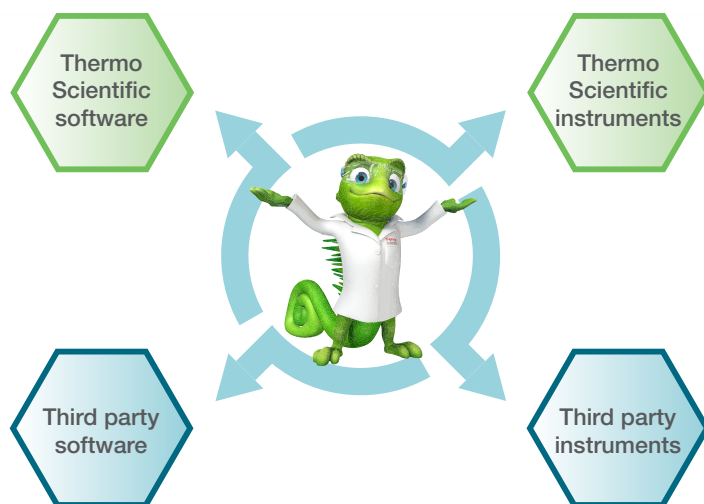 Thermo
Scientific
software
Thermo
Scientific
instruments
Third party
software
Third party
instruments